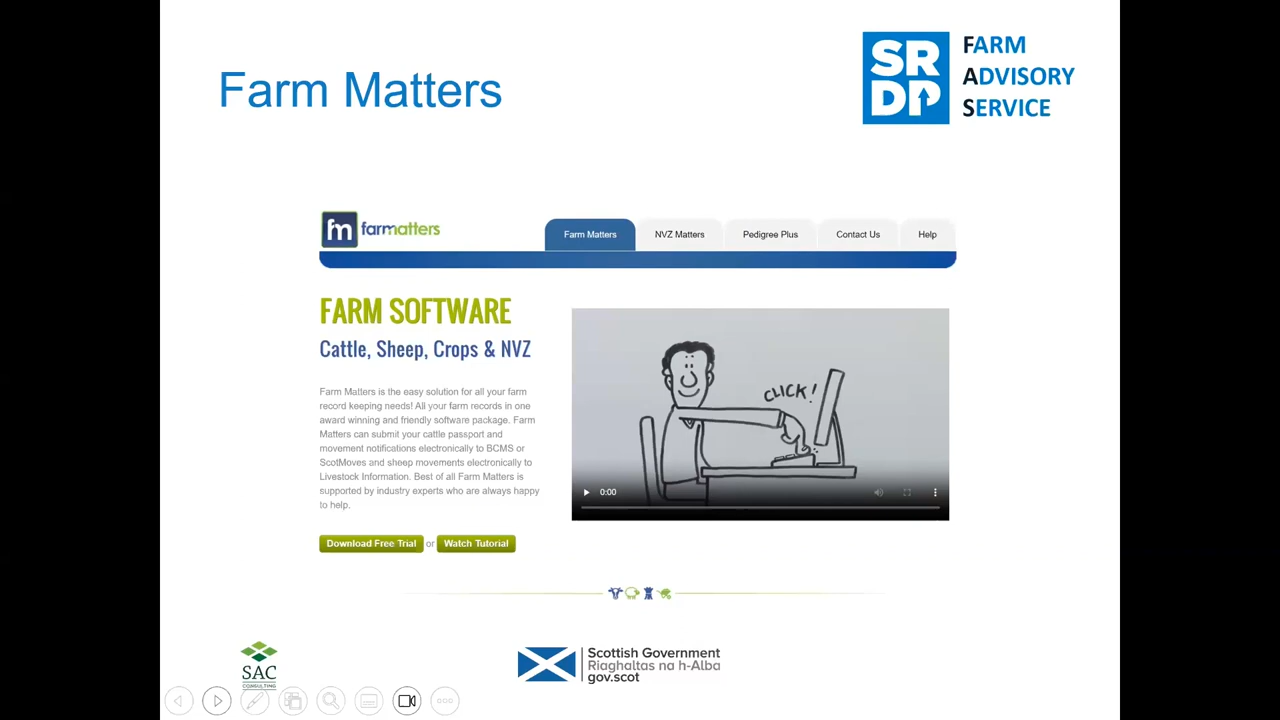 Farm Matters
SR
DP
FARM
ADVISORY
SERVICE
fm farmatters
Farm Matters
NVZ Matters
Pedigree Plus
Contact Us
Help
FARM SOFTWARE
Cattle, Sheep, Crops & NVZ
Farm Matters is the easy solution for all your farm
record keeping needs! All your farm records in one
award winning and friendly software package. Farm
Matters can submit your cattle passport and
movement notifications electronically to BCMS or
ScotMoves and sheep movements electronically to
Livestock Information. Best of all Farm Matters is
supported by industry experts who are always happy
to help.
Download Free Trial or Watch Tutorial
CLICK!
0:00
SAC
CONSULTING
Scottish Government
Riaghaltas na h-Alba
gov.scot